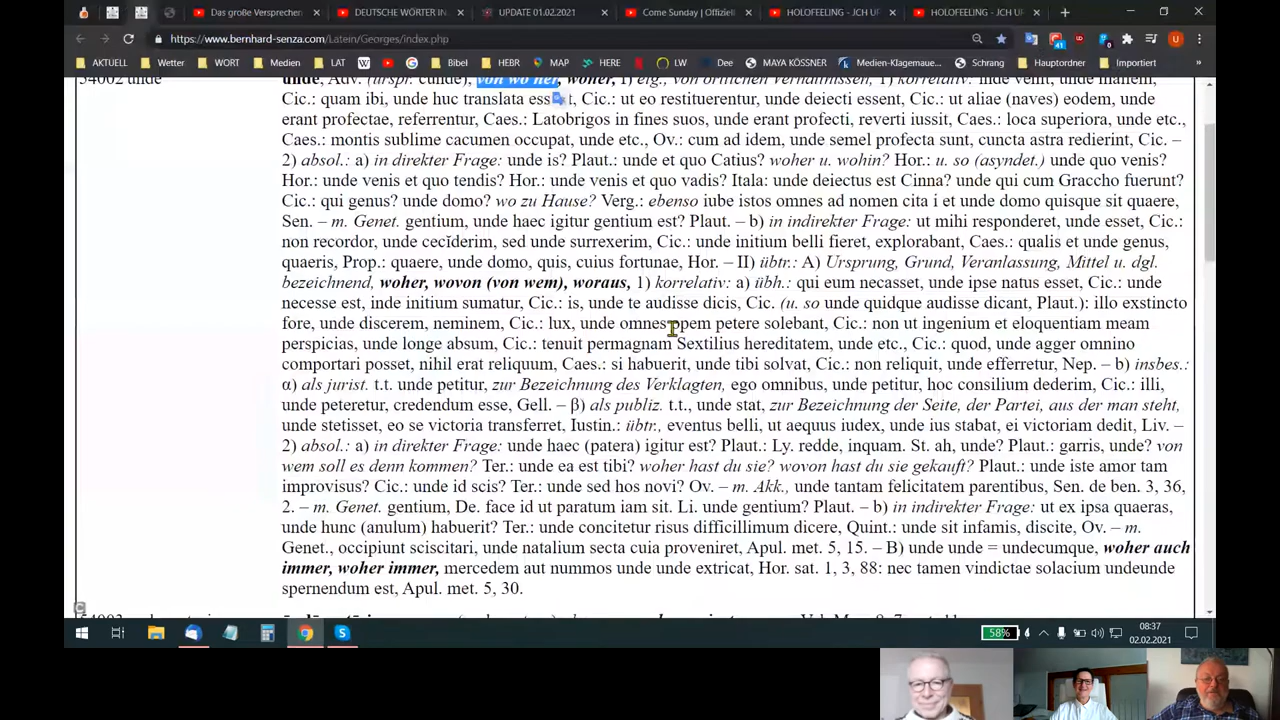 Das große Versprechen
DEUTSCHE WÖRTER IN
UPDATE 01.02.2021
Come Sunday | Offiziell
HOLOFEELING - JCH UP
HOLOFEELING - JCH UP
https://www.bernhard-senza.com/Latein/Georges/index.php
AKTUELL
Wetter
WORT
Medien
LAT
Bibel
HEBR
MG
HERE
LW
Dee
MAYA KÖSSNER
Medien-Klagemaue...
Schrang
Hauptordner
Importiert
54002 unde
unde, Adv. (urspr. cunde), von wo her, woher, I) eig., von örtlichen Verhältnissen, 1) korrelativ: inde venit, unde mallem,
Cic.: quam ibi, unde huc translata ess t, Cic.: ut eo restituerentur, unde deiecti essent, Cic.: ut aliae (naves) eodem, unde
erant profectae, referrentur, Caes.: Latobrigos in fines suos, unde erant profecti, reverti iussit, Caes.: loca superiora, unde etc.,
Caes.: montis sublime cacumen occupat, unde etc., Ov.: cum ad idem, unde semel profecta sunt, cuncta astra redierint, Cic. –
2) absol.: a) in direkter Frage: unde is? Plaut.: unde et quo Catius? woher u. wohin? Hor.: u. so (asyndet.) unde quo venis?
Hor.: unde venis et quo tendis? Hor.: unde venis et quo vadis? Itala: unde deiectus est Cinna? unde qui cum Graccho fuerunt?
Cic.: qui genus? unde domo? wo zu Hause? Verg.: ebenso iube istos omnes ad nomen cita i et unde domo quisque sit quaere,
Sen. – m. Genet. gentium, unde haec igitur gentium est? Plaut. – b) in indirekter Frage: ut mihi responderet, unde esset, Cic.:
non recordor, unde cecĭderim, sed unde surrexerim, Cic.: unde initium belli fieret, explorabant, Caes.: qualis et unde genus,
quaeris, Prop.: quaere, unde domo, quis, cuius fortunae, Hor. – II) übtr.: A) Ursprung, Grund, Veranlassung, Mittel u. dgl.
bezeichnend, woher, wovon (von wem), woraus, 1) korrelativ: a) übh.: qui eum necasset, unde ipse natus esset, Cic.: unde
necesse est, inde initium sumatur, Cic.: is, unde te audisse dicis, Cic. (u. so unde quidque audisse dicant, Plaut.): illo exstincto
fore, unde discerem, neminem, Cic.: lux, unde omnes opem petere solebant, Cic.: non ut ingenium et eloquentiam meam
perspicias, unde longe absum, Cic.: tenuit permagnam Sextilius hereditatem, unde etc., Cic.: quod, unde agger omnino
comportari posset, nihil erat reliquum, Caes.: si habuerit, unde tibi solvat, Cic.: non reliquit, unde efferretur, Nep. – b) insbes.:
α) als jurist. t.t. unde petitur, zur Bezeichnung des Verklagten, ego omnibus, unde petitur, hoc consilium dederim, Cic.: illi,
unde peteretur, credendum esse, Gell. – β) als publiz. t.t., unde stat, zur Bezeichnung der Seite, der Partei, aus der man steht,
unde stetisset, eo se victoria transferret, Iustin.: übtr., eventus belli, ut aequus iudex, unde ius stabat, ei victoriam dedit, Liv. –
2) absol.: a) in direkter Frage: unde haec (patera) igitur est? Plaut.: Ly. redde, inquam. St. ah, unde? Plaut.: garris, unde? von
wem soll es denn kommen? Ter.: unde ea est tibi? woher hast du sie? wovon hast du sie gekauft? Plaut.: unde iste amor tam
improvisus? Cic.: unde id scis? Ter.: unde sed hos novi? Ov. – m. Akk., unde tantam felicitatem parentibus, Sen. de ben. 3, 36,
2. – m. Genet. gentium, De. face id ut paratum iam sit. Li. unde gentium? Plaut. – b) in indirekter Frage: ut ex ipsa quaeras,
unde hunc (anulum) habuerit? Ter.: unde concitetur risus difficillimum dicere, Quint.: unde sit infamis, discite, Ov. – m.
Genet., occipiunt sciscitari, unde natalium secta cuia proveniret, Apul. met. 5, 15. – B) unde unde = undecumque, woher auch
immer, woher immer, mercedem aut nummos unde unde extricat, Hor. sat. 1, 3, 88: nec tamen vindictae solacium undeunde
spernendum est, Apul. met. 5, 30.
58%
08:37
02.02.2021